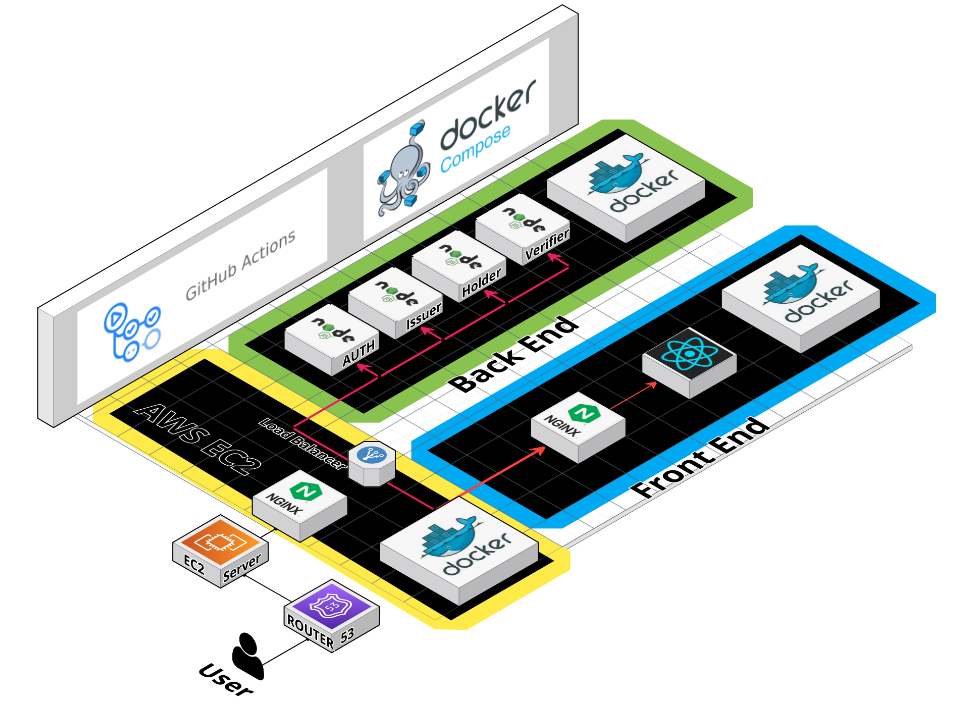 GitHub Actions
docker
Compose
docker
node
Verifier
node
Holder
node
Issuer
node
AUTH
Back End
docker
NGINX
Front End
AWS EC2
Load Balancer
NGINX
docker
EC2 Server
53
ROUTER 53
User